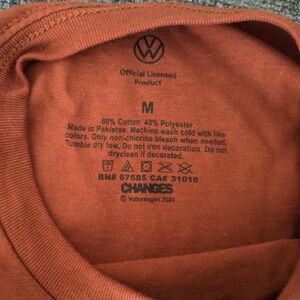 Official Licensed
Product
M
60% Cotton 40% Polyester
Made in Pakistan. Machine wash cold with like
colors. Only non-chlorine bleach when needed.
Tumble dry low. Do not iron decoration. Do not
dryclean if decorated.
RN# 67585 CA# 31016
CHANGES
© Volkswagen 2024